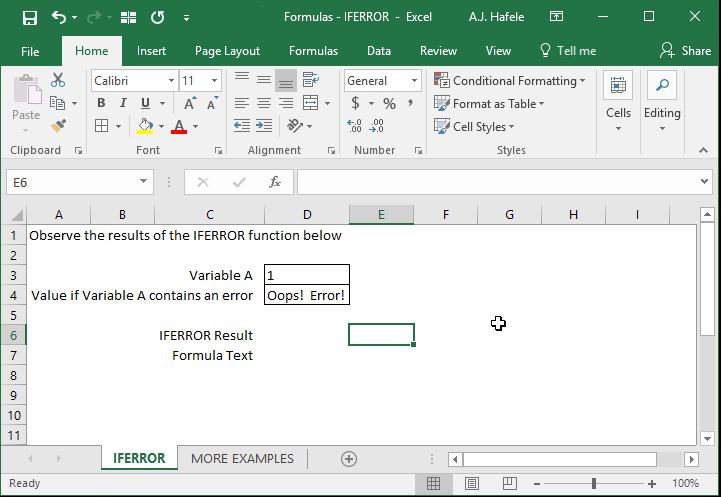 Formulas - IFERROR - Excel
A.J. Hafele
File Home Insert Page Layout Formulas Data Review View Tell me Share
Paste
Clipboard
Calibri 11
B I U A A
A
Font
Alignment
General
$ % ,
.00 .0
Number
Conditional Formatting
Format as Table
Cell Styles
Styles
Cells
Editing
E6
fx
A B C D E F G H I
1 Observe the results of the IFERROR function below
2
3 Variable A 1
4 Value if Variable A contains an error Oops! Error!
5
6 IFERROR Result
7 Formula Text
8
9
10
11
IFERROR MORE EXAMPLES
Ready
100%